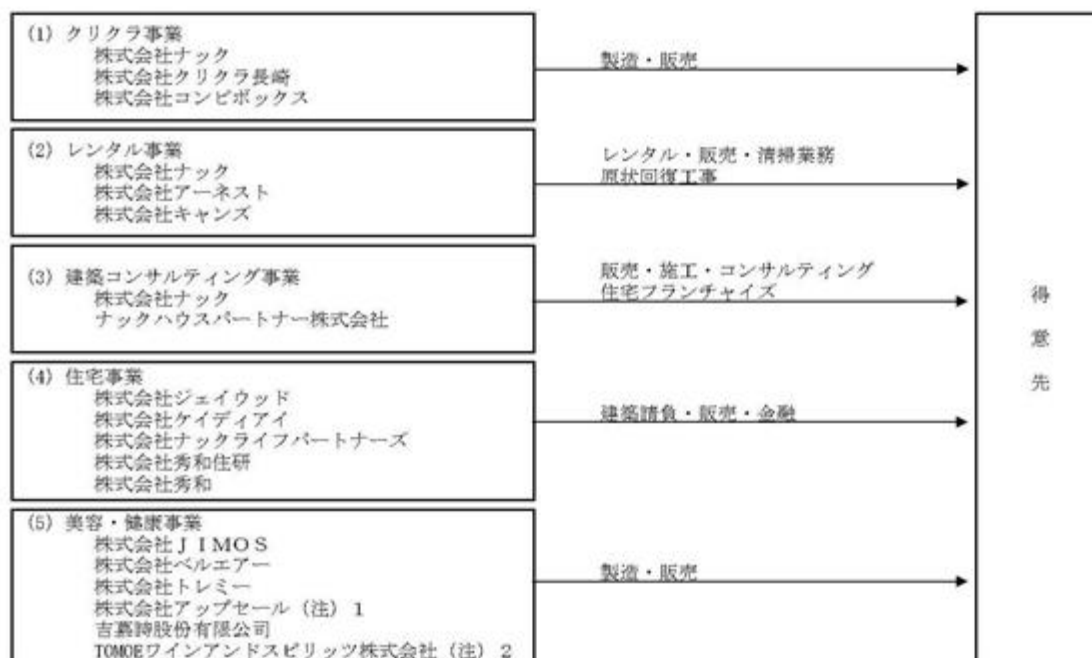 (1) クリクラ事業
株式会社ナック
株式会社クリクラ長崎
株式会社コンビボックス
製造・販売
(2) レンタル事業
株式会社ナック
株式会社アーネスト
株式会社キャンズ
レンタル・販売・清掃業務
原状回復工事
(3) 建築コンサルティング事業
株式会社ナック
ナックハウスパートナー株式会社
販売・施工・コンサルティング
住宅フランチャイズ
(4) 住宅事業
株式会社ジェイウッド
株式会社ケイディアイ
株式会社ナックライフパートナーズ
株式会社秀和住研
株式会社秀和
建築請負・販売・金融
(5) 美容・健康事業
株式会社JIMOS
株式会社ベルエアー
株式会社トレミー
株式会社アップセール（注）1
吉慕詩股份有限公司
TOMOEワインアンドスピリッツ株式会社（注）2
製造・販売
得
意
先